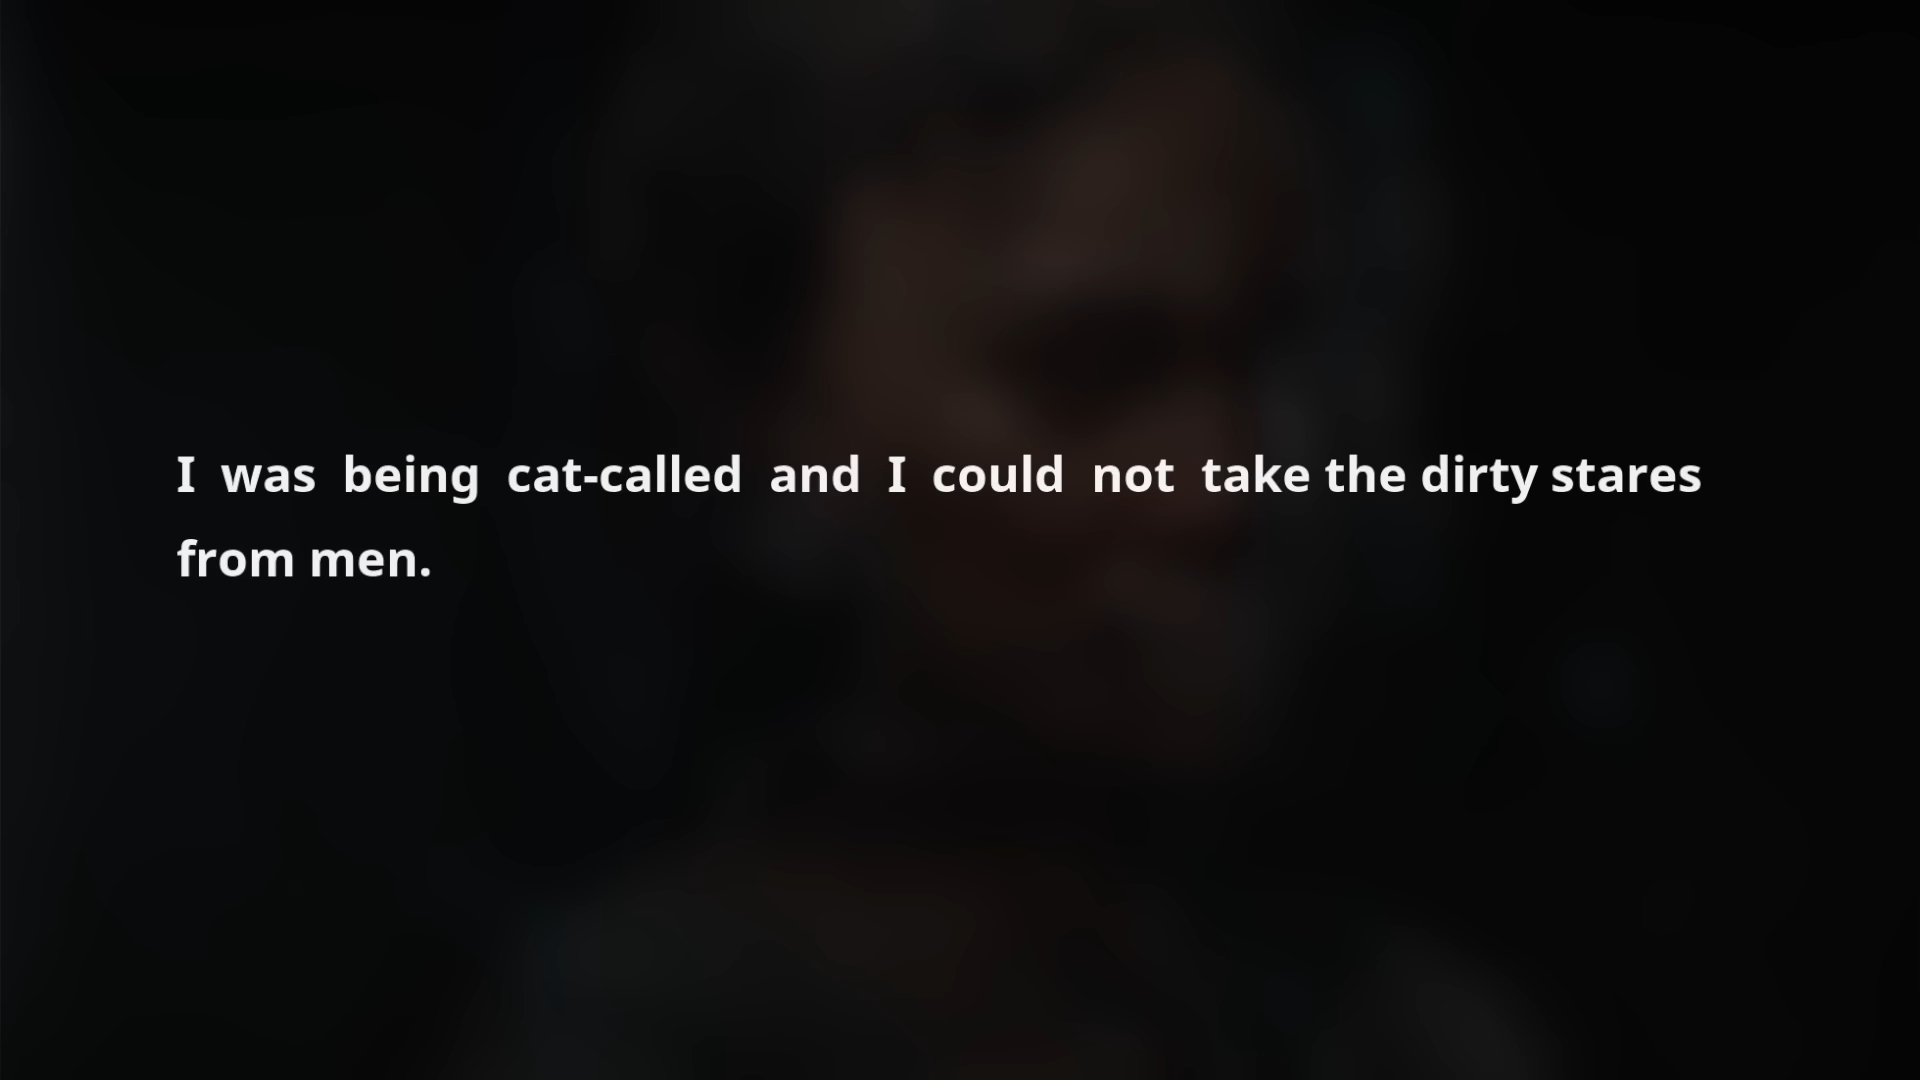 I was being cat-called and I could not take the dirty stares
from men.